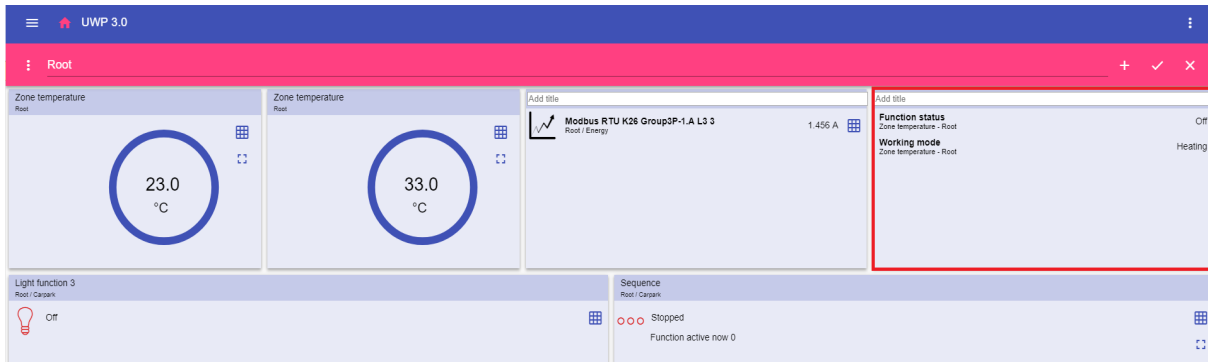 UWP 3.0
Root
Zone temperature
Root
23.0
°C
Zone temperature
Root
33.0
°C
Add title
Modbus RTU K26 Group3P-1.A L3 3
Root / Energy
1.456 A
Add title
Function status
Zone temperature - Root
Off
Working mode
Zone temperature - Root
Heating
Light function 3
Root / Carpark
Off
Sequence
Root / Carpark
Stopped
Function active now 0